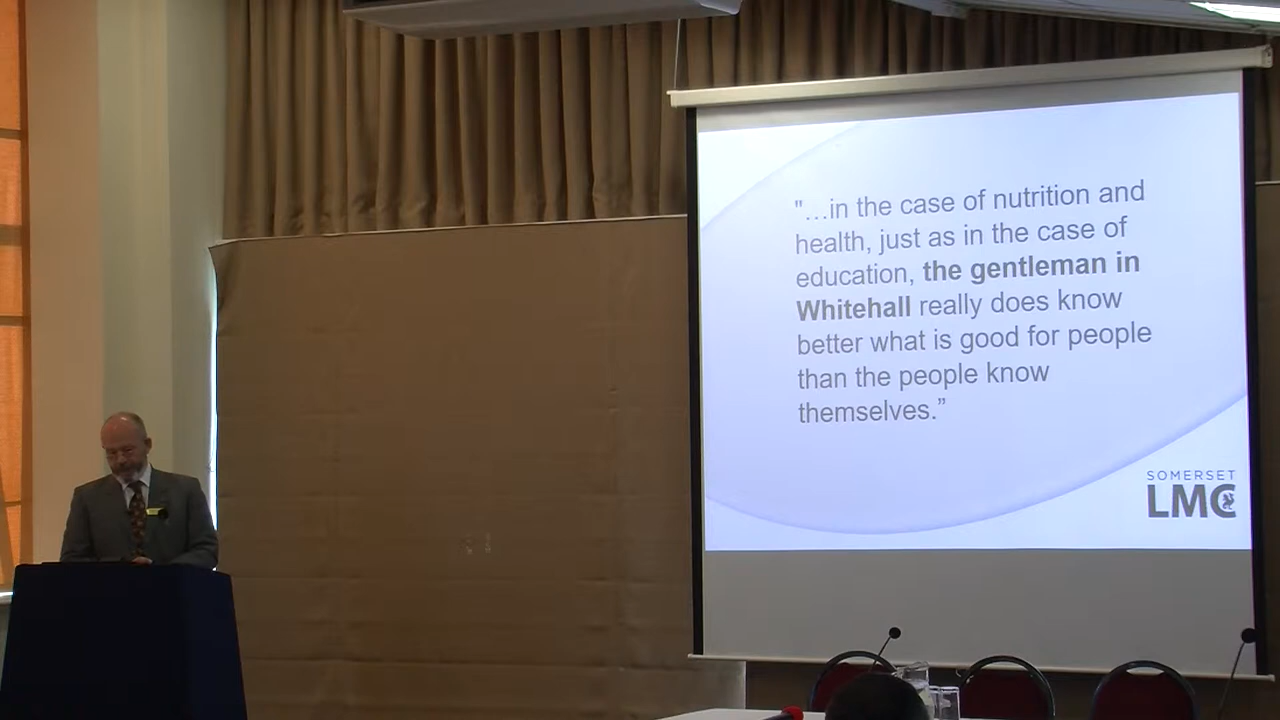 "...in the case of nutrition and
health, just as in the case of
education, the gentleman in
Whitehall really does know
better what is good for people
than the people know
themselves.”
SOMERSET
LMC